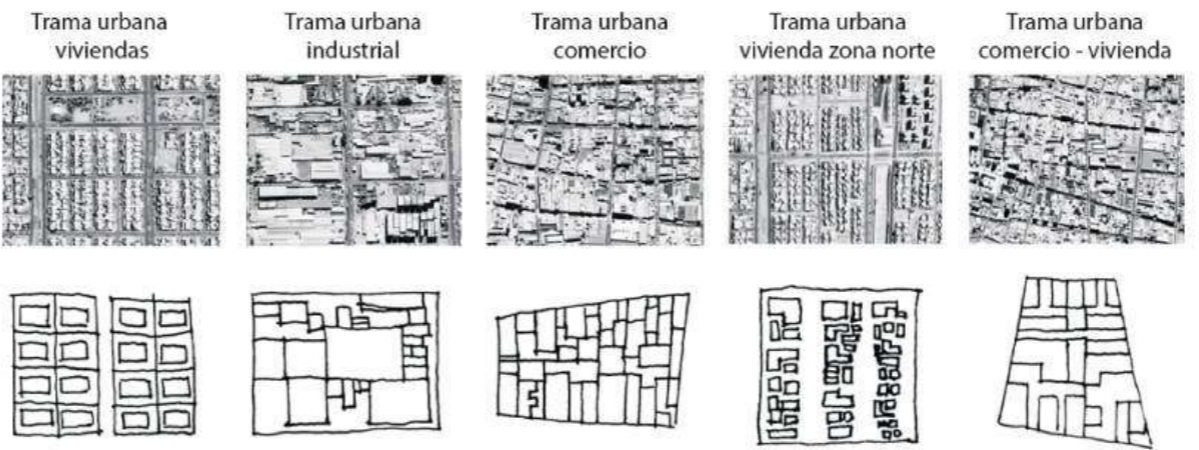 Trama urbana
viviendas
Trama urbana
industrial
Trama urbana
comercio
Trama urbana
vivienda zona norte
Trama urbana
comercio - vivienda